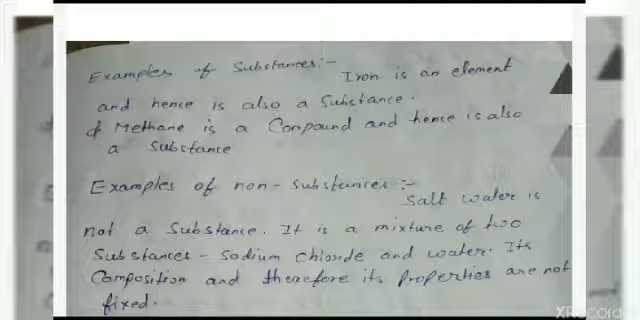 Examples of Substances:-
Iron is an element
and hence is also a Substance.
& Methane is a Compound and hence is also
a substance
Examples of non-substances :-
Salt water is
not a Substance. It is a mixture of two
Substances - Sodium chloride and water. Its
Composition and therefore its properties are not
fixed.
XRecord